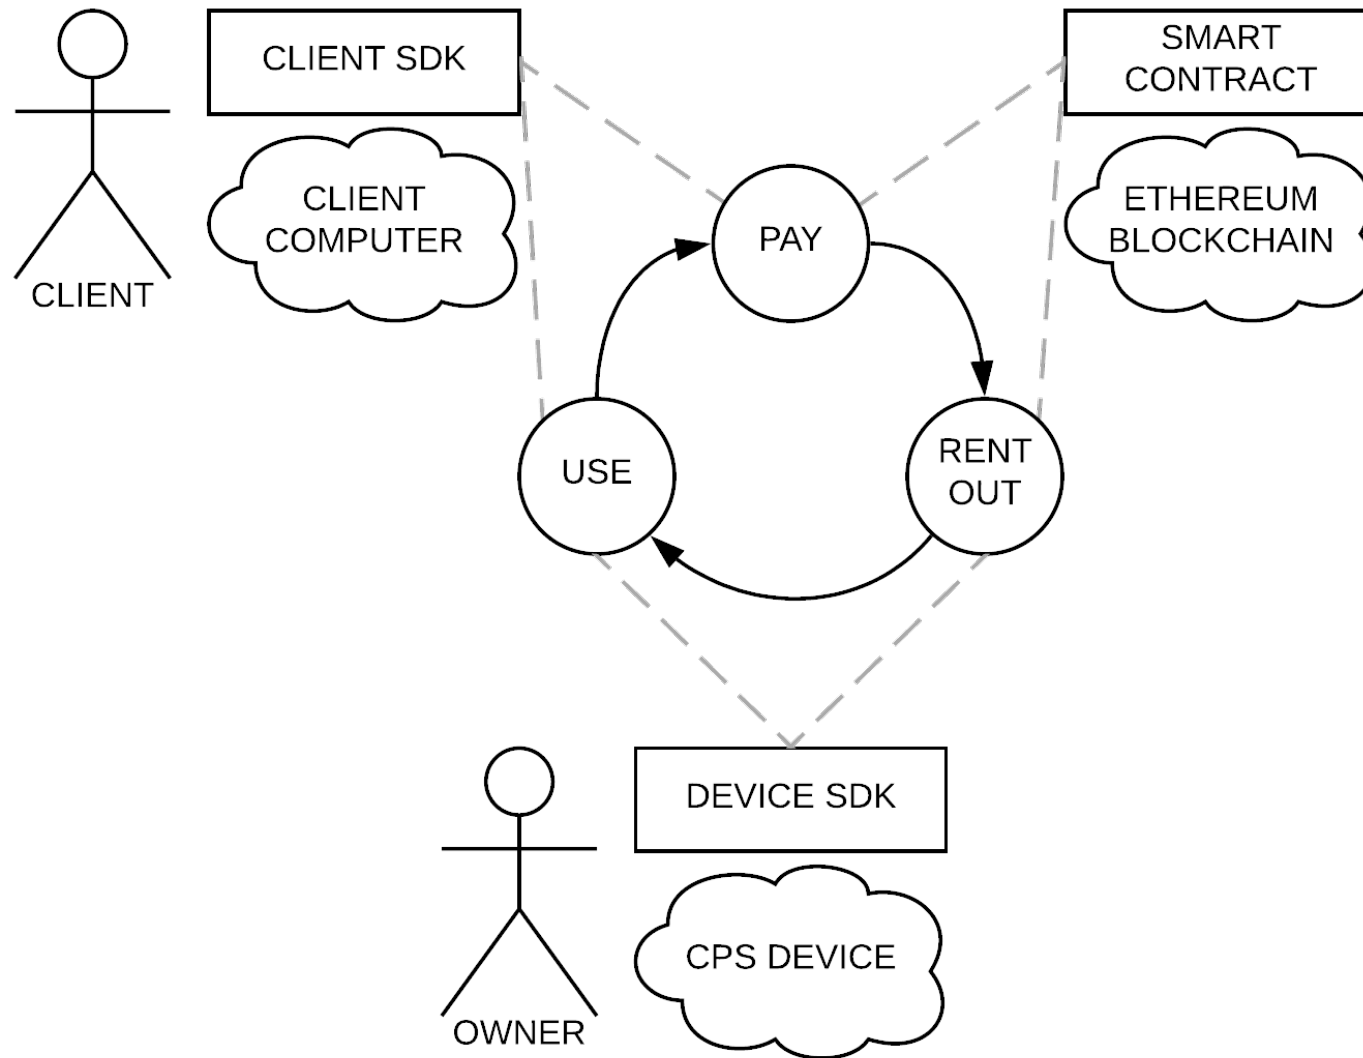 CLIENT SDK
SMART
CONTRACT
CLIENT
COMPUTER
ETHEREUM
BLOCKCHAIN
PAY
CLIENT
USE
RENT
OUT
DEVICE SDK
CPS DEVICE
OWNER